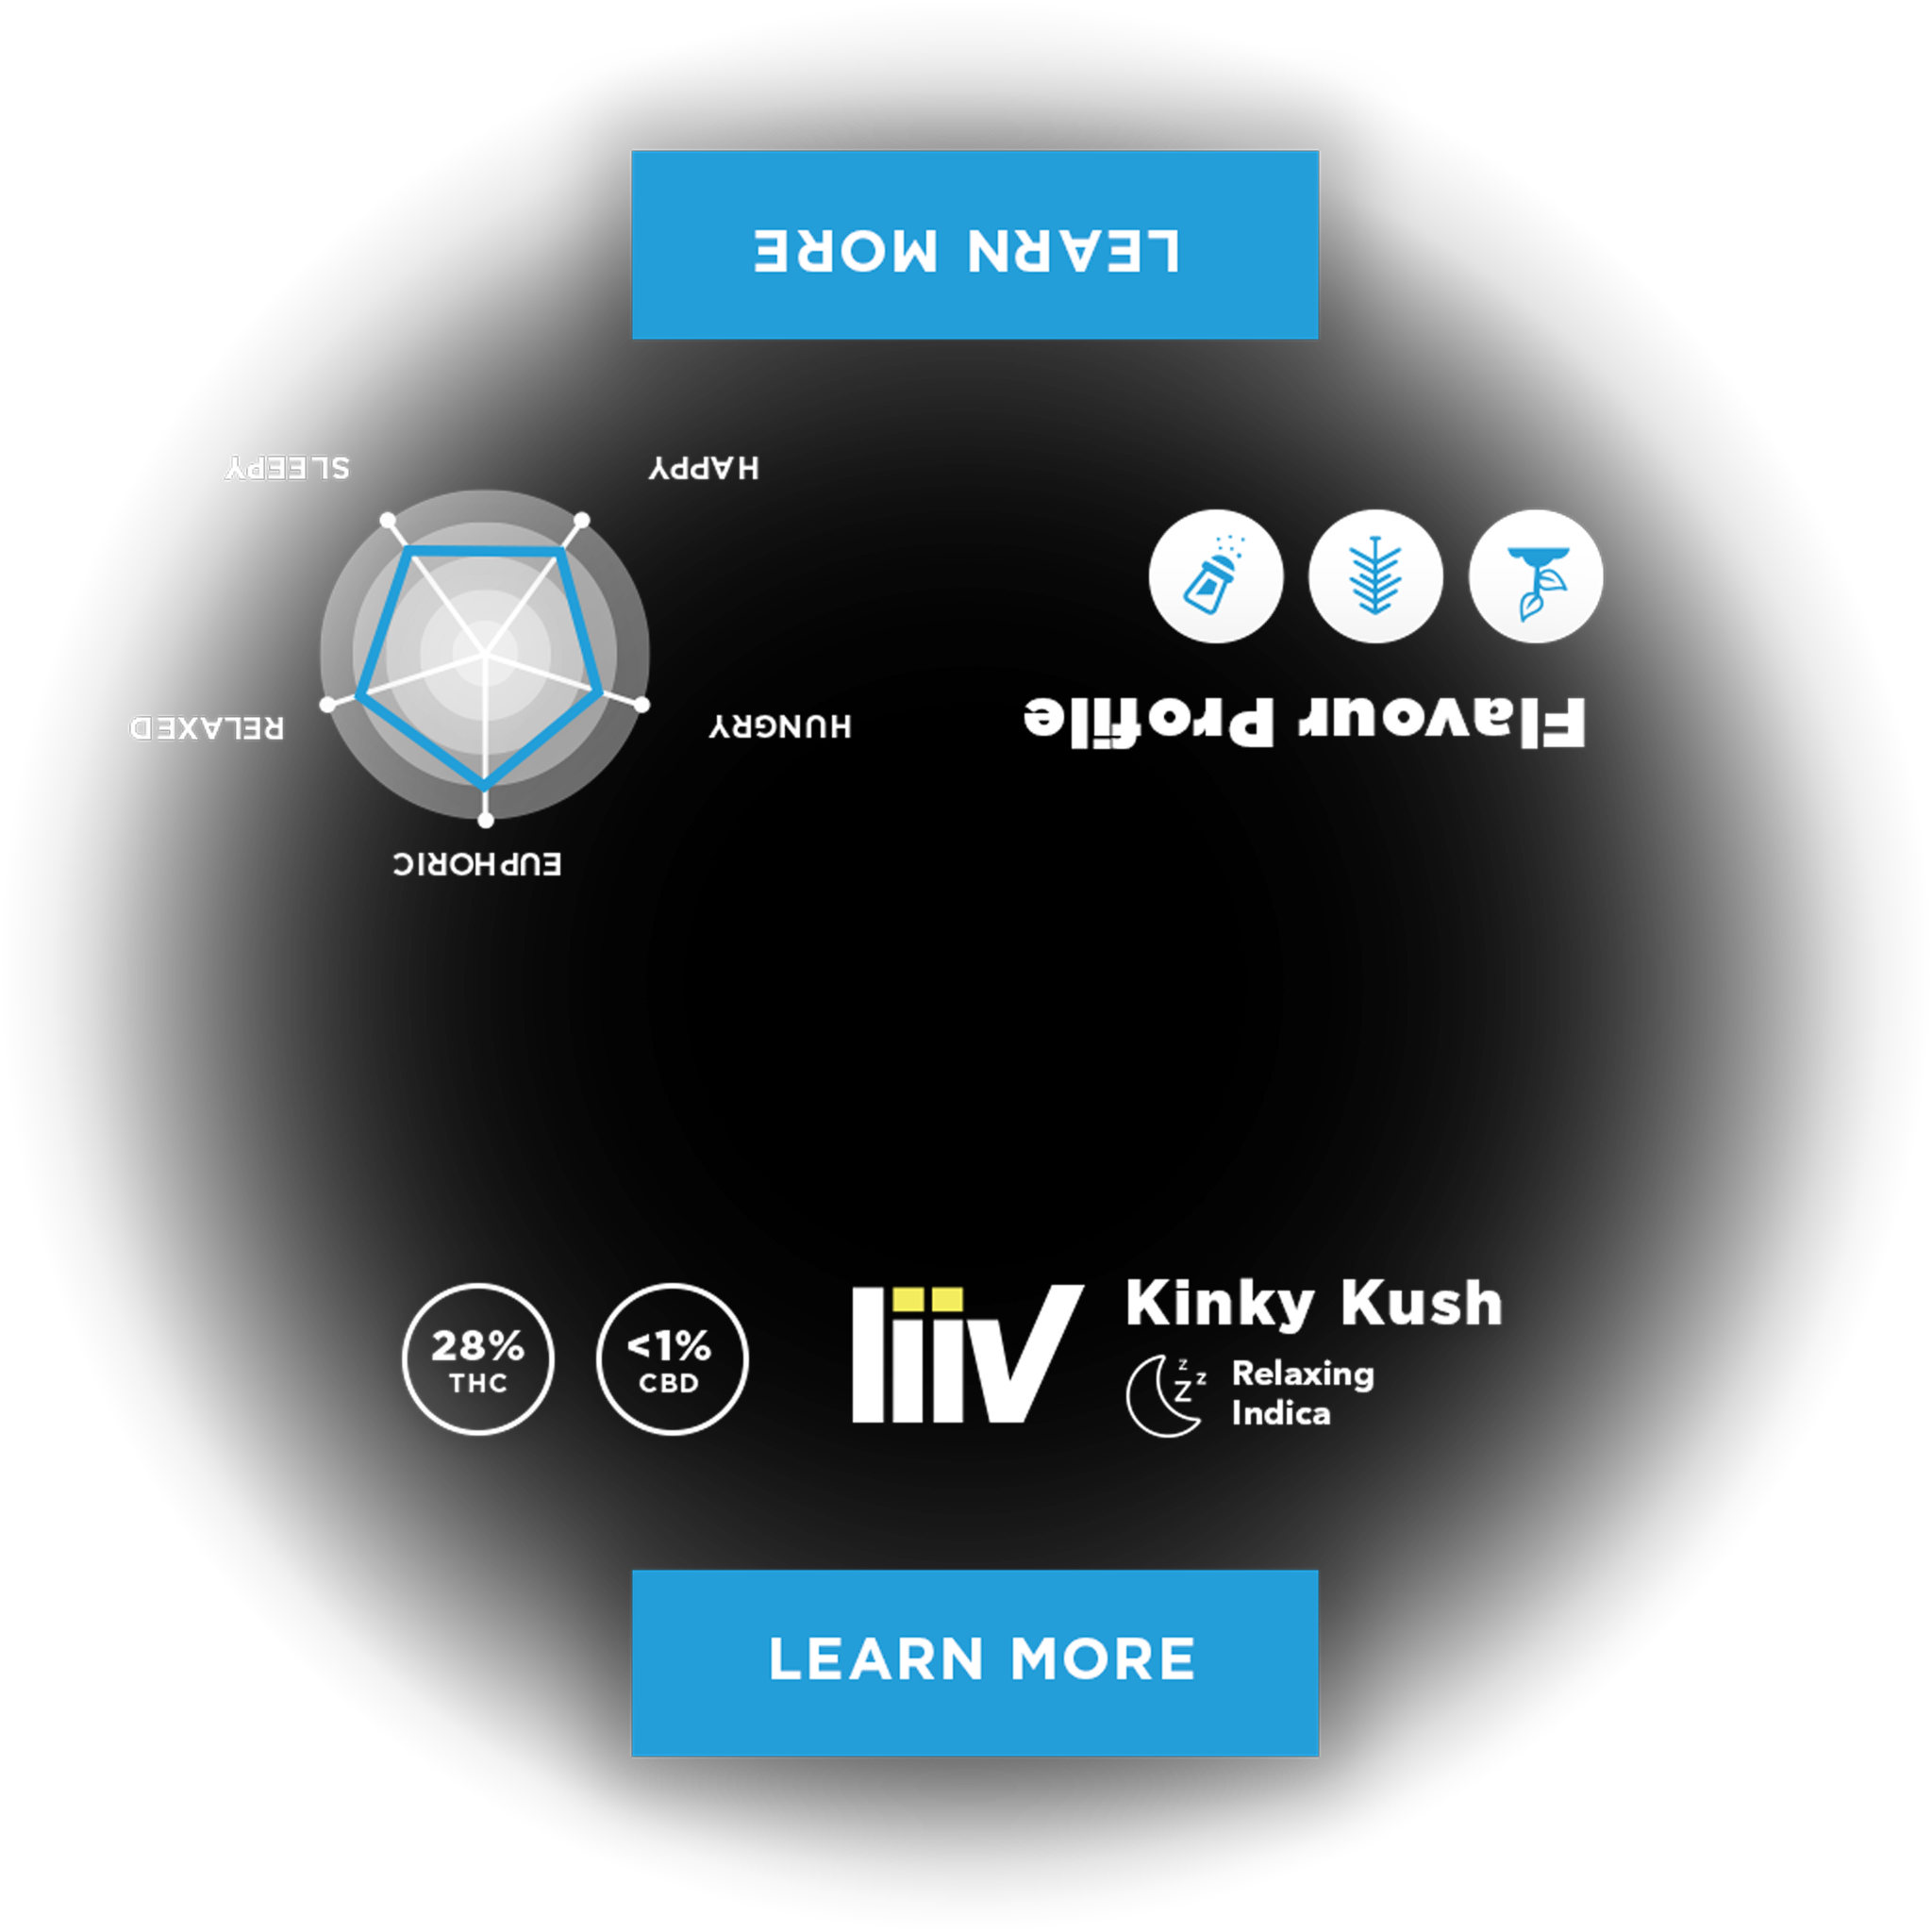 LEARN MORE
SLEEPY
HAPPY
RELAXED
HUNGRY
EUPHORIC
Flavour Profile
28%
THC
<1%
CBD
liiv
Kinky Kush
z
z
Z
Relaxing
Indica
LEARN MORE